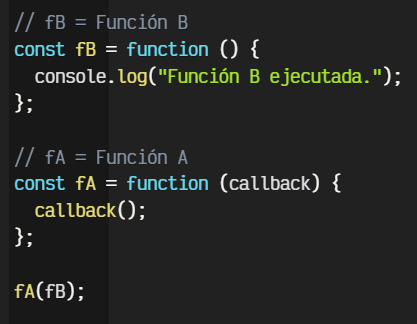 // fB = Función B
const fB = function () {
  console.log("Función B ejecutada.");
};

// fA = Función A
const fA = function (callback) {
  callback();
};

fA(fB);